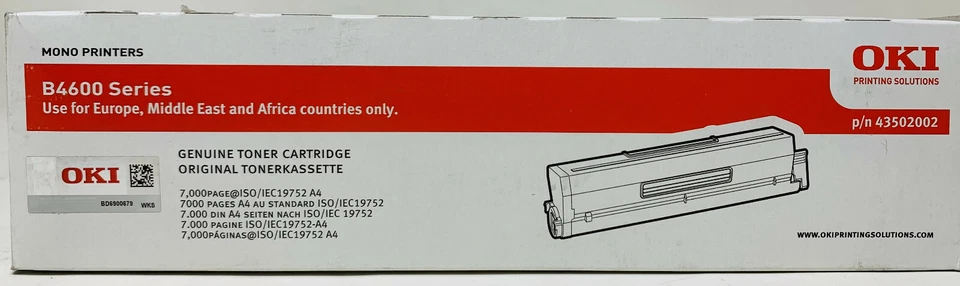 MONO PRINTERS
OKI
PRINTING SOLUTIONS
B4600 Series
Use for Europe, Middle East and Africa countries only.
p/n 43502002
GENUINE TONER CARTRIDGE
ORIGINAL TONERKASSETTE
OKI
BD6900679 WKS
7,000PAGE@ISO/IEC19752 A4
7000 PAGES A4 AU STANDARD ISO/IEC19752
7.000 DIN A4 SEITEN NACH ISO/IEC 19752
7.000 PAGINE ISO/IEC19752-A4
7,000PÁGINAS@ISO/IEC19752 A4
WWW.OKIPRINTINGSOLUTIONS.COM